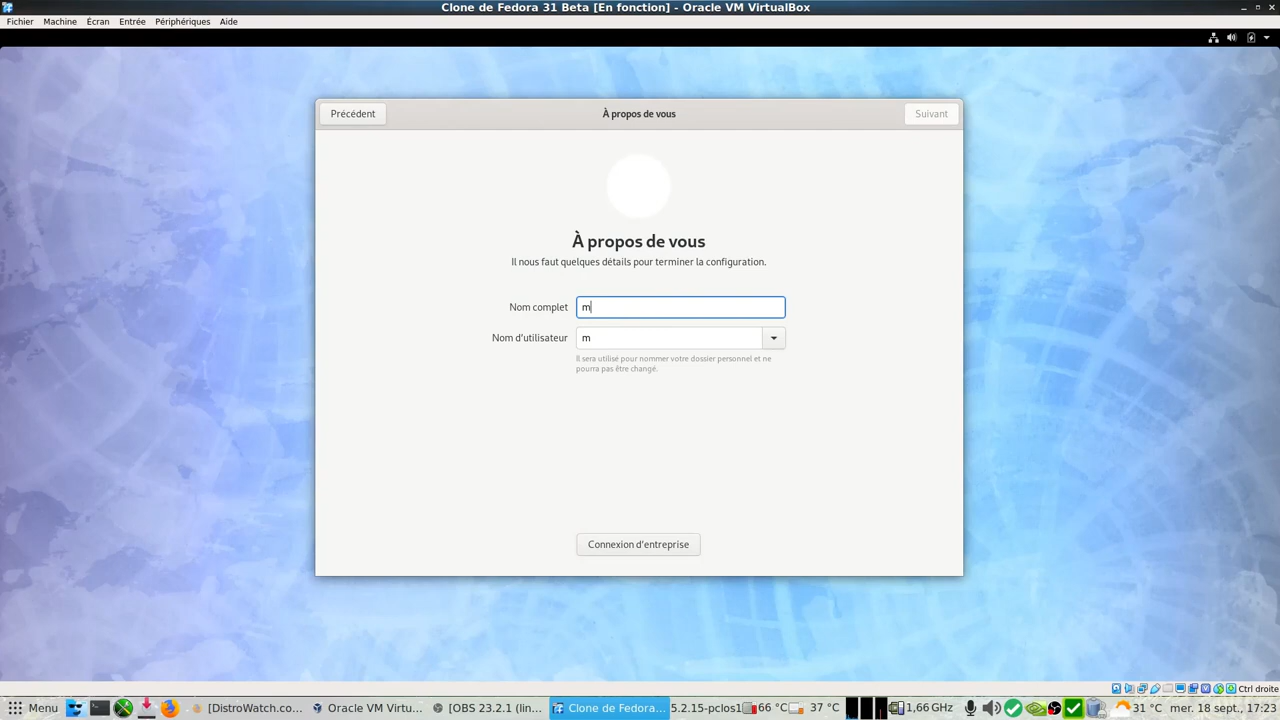 Clone de Fedora 31 Beta [En fonction] - Oracle VM VirtualBox
Fichier Machine Écran Entrée Périphériques Aide
Précédent À propos de vous Suivant
À propos de vous
Il nous faut quelques détails pour terminer la configuration.
Nom complet m
Nom d'utilisateur m
Il sera utilisé pour nommer votre dossier personnel et ne
pourra pas être changé.
Connexion d'entreprise
Ctrl droite
Menu [DistroWatch.co... Oracle VM Virtu... [OBS 23.2.1 (lin... Clone de Fedora... 5.2.15-pclos1 66 °C 37 °C 1,66 GHz 31 °C mer. 18 sept., 17:23